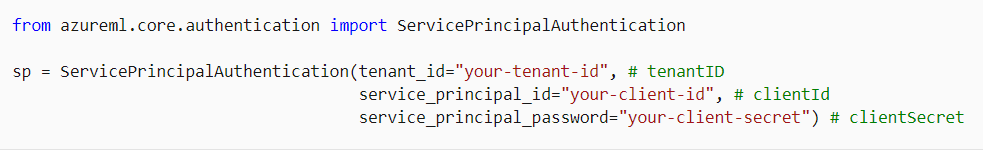 from azureml.core.authentication import ServicePrincipalAuthentication
sp = ServicePrincipalAuthentication(tenant_id="your-tenant-id", # tenantID
service_principal_id="your-client-id", # clientId
service_principal_password="your-client-secret") # clientSecret